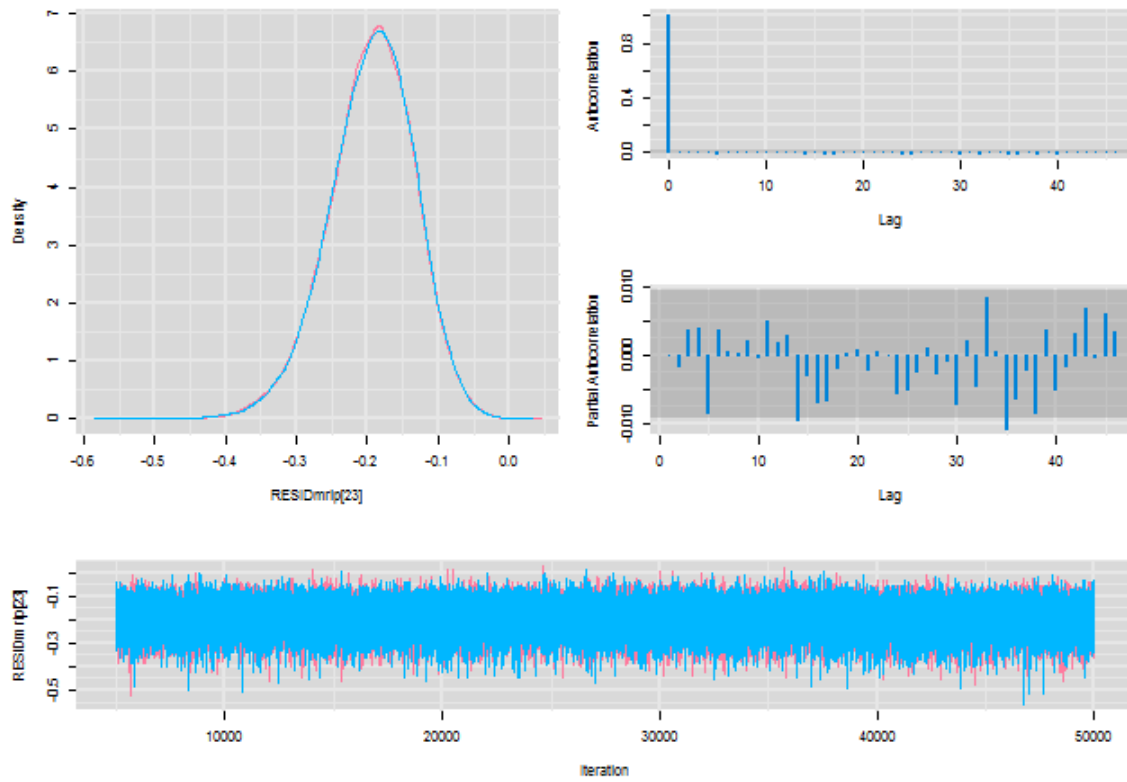 Density
7
6
5
4
3
2
1
0
-0.6 -0.5 -0.4 -0.3 -0.2 -0.1 0.0
RESIDmrip[23]
Autocorrelation
0.8
0.4
0.0
0 10 20 30 40
Lag
Partial Autocorrelation
0.010
0.000
-0.010
0 10 20 30 40
Lag
RESIDmrip[23]
-0.1
-0.3
-0.5
10000 20000 30000 40000 50000
Iteration